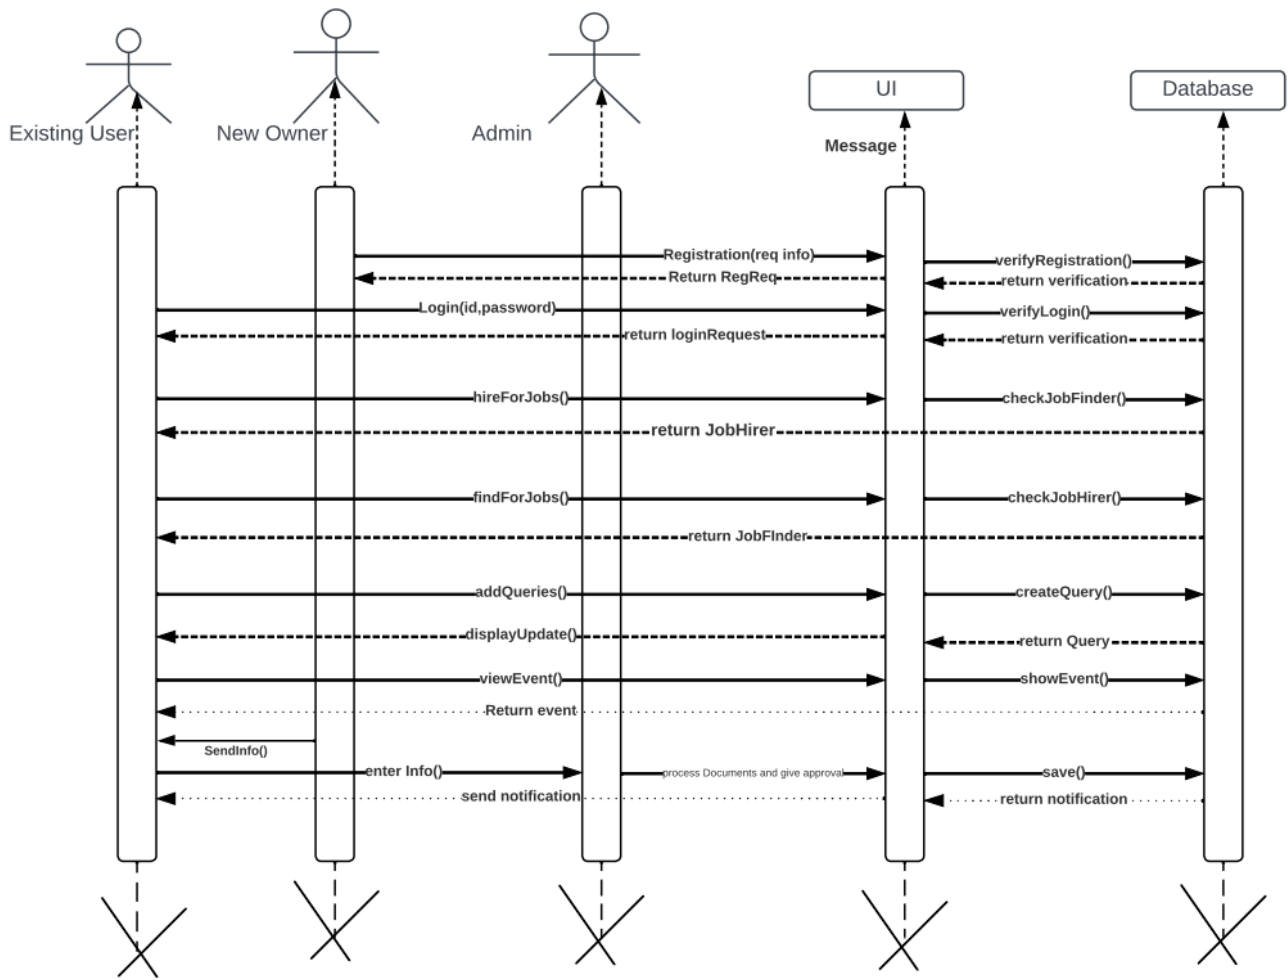 UI
Database
Existing User
New Owner
Admin
Message
Registration(req info)
verifyRegistration()
Return RegReq
return verification
Login(id,password)
verifyLogin()
return loginRequest
return verification
hireForJobs()
checkJobFinder()
return JobHirer
findForJobs()
checkJobHirer()
return JobFInder
addQueries()
createQuery()
displayUpdate()
return Query
viewEvent()
showEvent()
Return event
SendInfo()
enter Info()
process Documents and give approval
save()
send notification
return notification